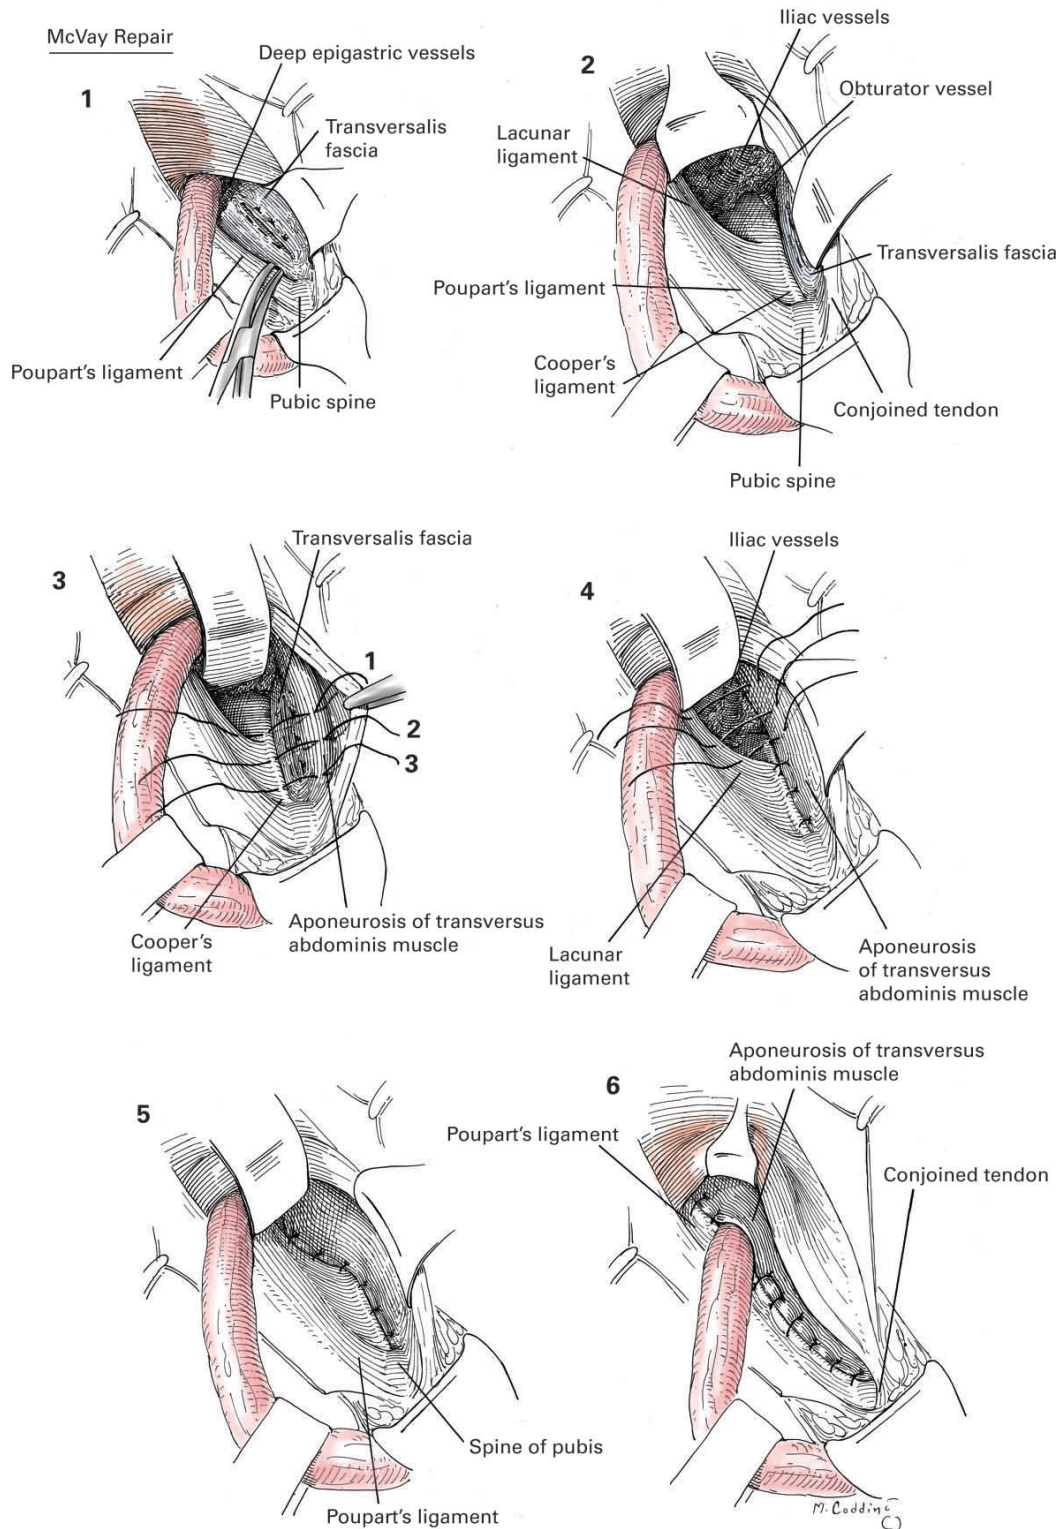 McVay Repair
1
Deep epigastric vessels
Transversalis
fascia
Poupart's ligament
Pubic spine
2
Iliac vessels
Obturator vessel
Lacunar
ligament
Transversalis fascia
Poupart's ligament
Cooper's
ligament
Conjoined tendon
Pubic spine
3
Transversalis fascia
1
2
3
Cooper's
ligament
Aponeurosis of transversus
abdominis muscle
4
Iliac vessels
Lacunar
ligament
Aponeurosis
of transversus
abdominis muscle
5
Spine of pubis
Poupart's ligament
6
Aponeurosis of transversus
abdominis muscle
Poupart's ligament
Conjoined tendon